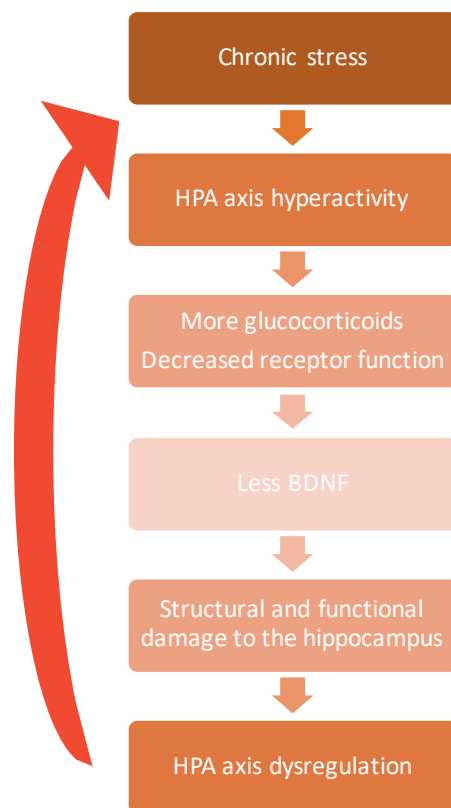 Chronic stress
HPA axis hyperactivity
More glucocorticoids
Decreased receptor function
Less BDNF
Structural and functional
damage to the hippocampus
HPA axis dysregulation